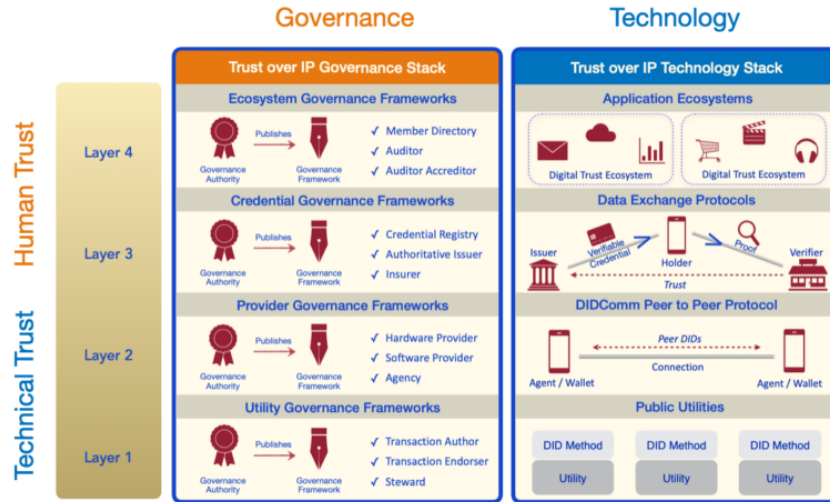 Governance
Technology
Human Trust
Technical Trust
Layer 4
Layer 3
Layer 2
Layer 1
Trust over IP Governance Stack
Ecosystem Governance Frameworks
Publishes
Governance
Authority
Governance
Framework
✓ Member Directory
✓ Auditor
✓ Auditor Accreditor
Credential Governance Frameworks
Publishes
Governance
Authority
Governance
Framework
✓ Credential Registry
✓ Authoritative Issuer
✓ Insurer
Provider Governance Frameworks
Publishes
Governance
Authority
Governance
Framework
✓ Hardware Provider
✓ Software Provider
✓ Agency
Utility Governance Frameworks
Publishes
Governance
Authority
Governance
Framework
✓ Transaction Author
✓ Transaction Endorser
✓ Steward
Trust over IP Technology Stack
Application Ecosystems
Digital Trust Ecosystem
Digital Trust Ecosystem
Data Exchange Protocols
Issuer
Verifiable
Credential
Holder
Proof
Verifier
Trust
DIDComm Peer to Peer Protocol
Peer DIDs
Connection
Agent / Wallet
Agent / Wallet
Public Utilities
DID Method
DID Method
DID Method
Utility
Utility
Utility